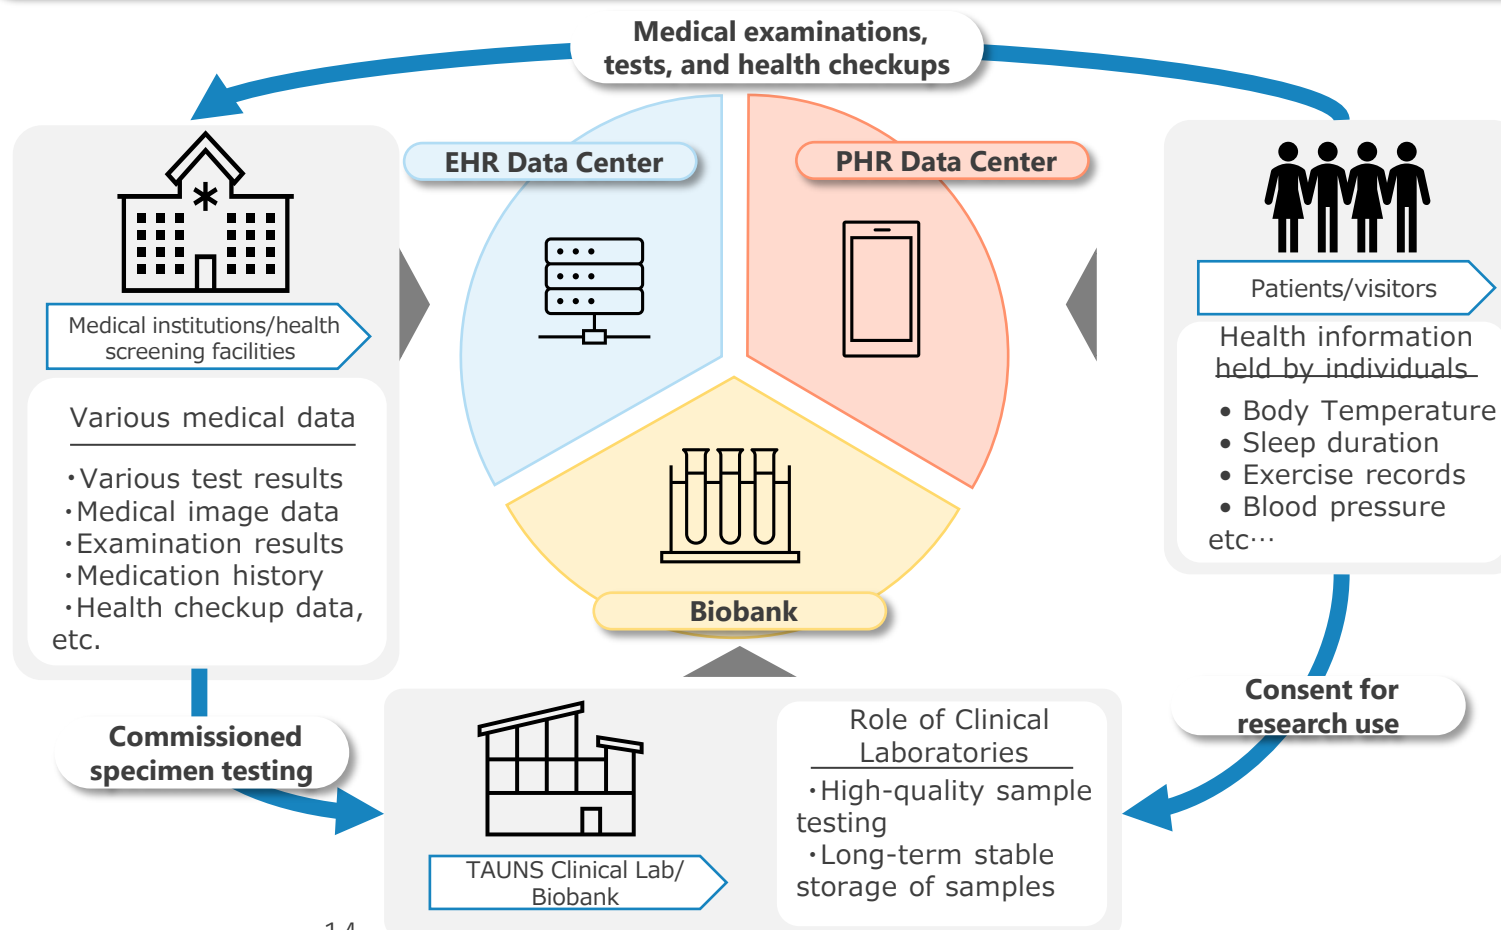 Medical examinations,
tests, and health checkups
EHR Data Center
PHR Data Center
Medical institutions/health
screening facilities
Various medical data
・Various test results
・Medical image data
・Examination results
・Medication history
・Health checkup data,
etc.
Patients/visitors
Health information
held by individuals
• Body Temperature
• Sleep duration
• Exercise records
• Blood pressure
etc…
Biobank
Commissioned
specimen testing
Consent for
research use
TAUNS Clinical Lab/
Biobank
Role of Clinical
Laboratories
・High-quality sample
testing
・Long-term stable
storage of samples
14